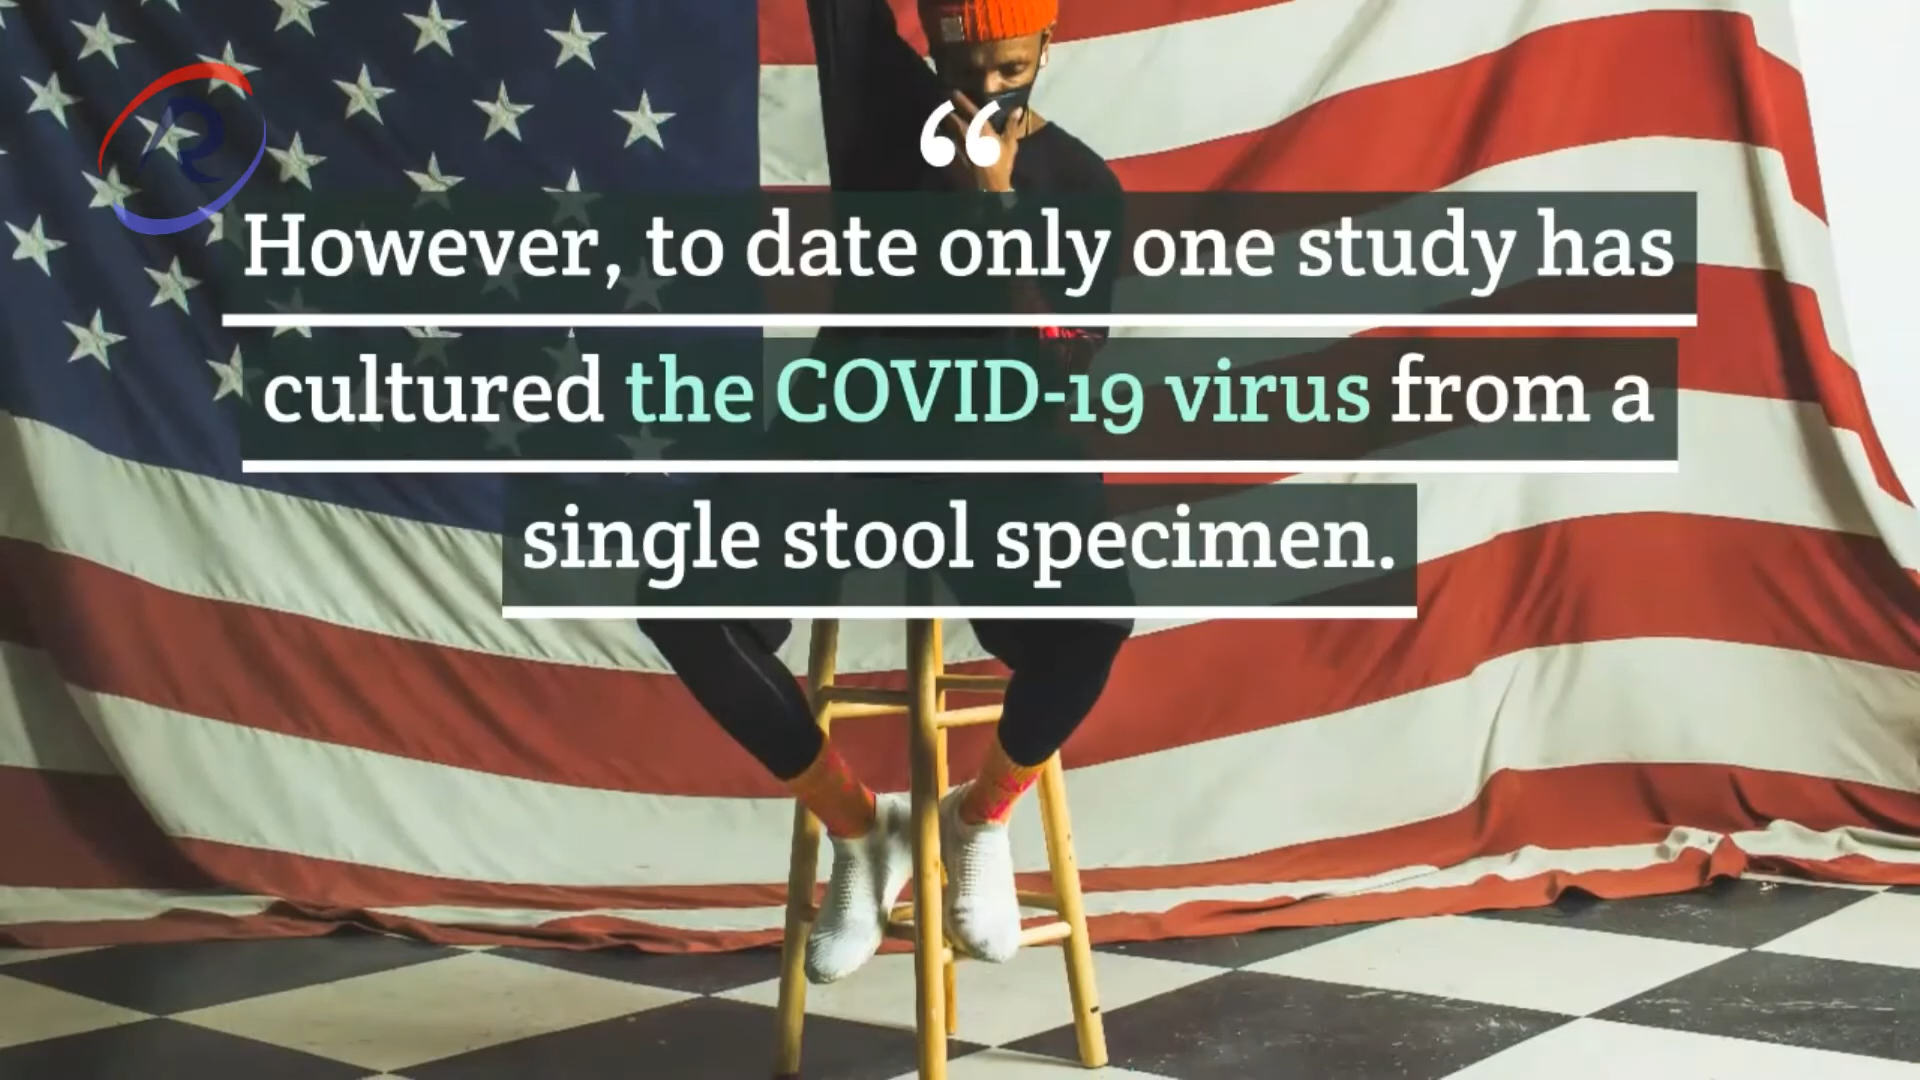 “
However, to date only one study has
cultured the COVID-19 virus from a
single stool specimen.
R